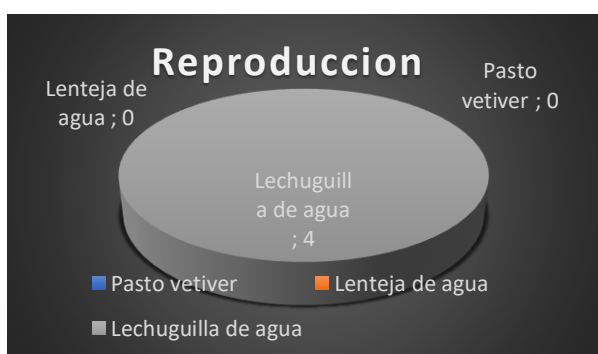 Reproduccion
Lenteja de
agua ; 0
Pasto
vetiver ; 0
Lechuguill
a de agua
; 4
Pasto vetiver
Lenteja de agua
Lechuguilla de agua